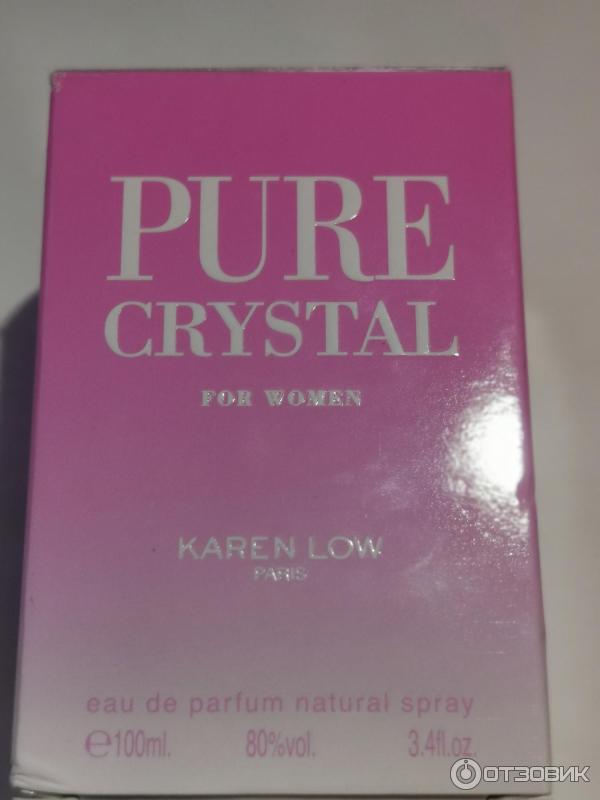 PURE
CRYSTAL
FOR WOMEN
KAREN LOW
PARIS
eau de parfum natural spray
℮100ml. 80%vol. 3.4fl.oz.
ОТЗОВИК